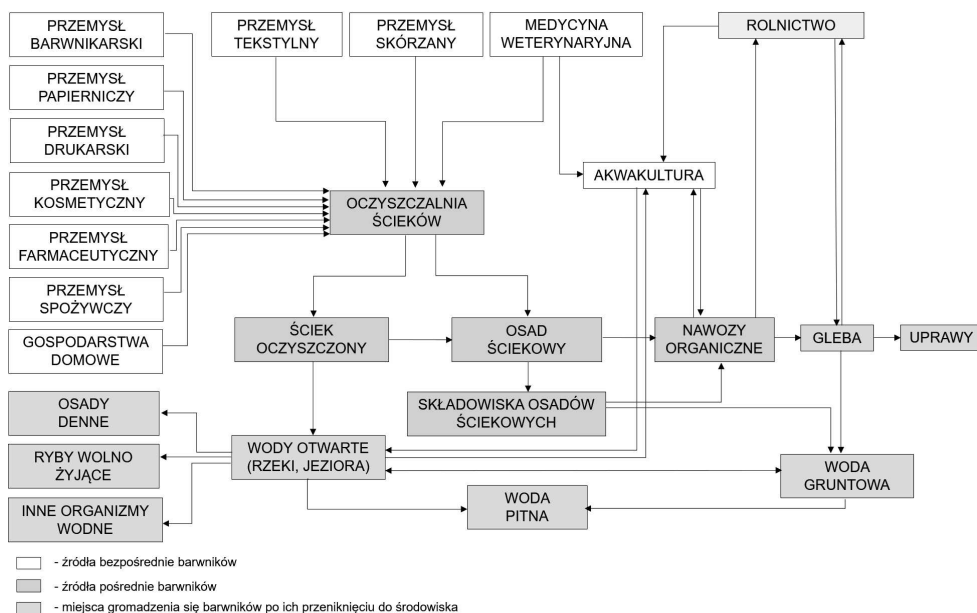 PRZEMYSŁ
BARWNIKARSKI
PRZEMYSŁ
TEKSTYLNY
PRZEMYSŁ
SKÓRZANY
MEDYCYNA
WETERYNARYJNA
ROLNICTWO
PRZEMYSŁ
PAPIERNICZY
PRZEMYSŁ
DRUKARSKI
PRZEMYSŁ
KOSMETYCZNY
PRZEMYSŁ
FARMACEUTYCZNY
PRZEMYSŁ
SPOŻYWCZY
GOSPODARSTWA
DOMOWE
AKWAKULTURA
OCZYSZCZALNIA
ŚCIEKÓW
ŚCIEK
OCZYSZCZONY
OSAD
ŚCIEKOWY
NAWOZY
ORGANICZNE
GLEBA
UPRAWY
SKŁADOWISKA OSADÓW
ŚCIEKOWYCH
OSADY
DENNE
RYBY WOLNO
ŻYJĄCE
INNE ORGANIZMY
WODNE
WODY OTWARTE
(RZEKI, JEZIORA)
WODA
GRUNTOWA
WODA
PITNA
- źródła bezpośrednie barwników
- źródła pośrednie barwników
- miejsca gromadzenia się barwników po ich przeniknięciu do środowiska